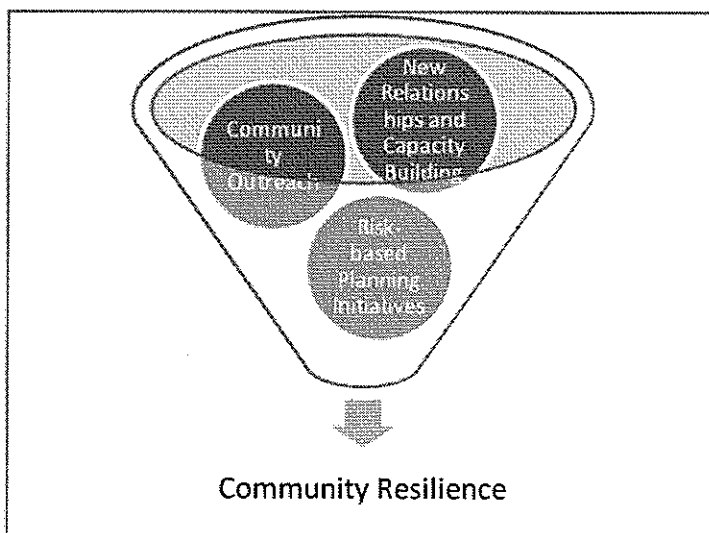 New
Relations
hips and
Capacity
Building
Communi
ty
Outreach
Risk-
based
Planning
Initiatives
Community Resilience